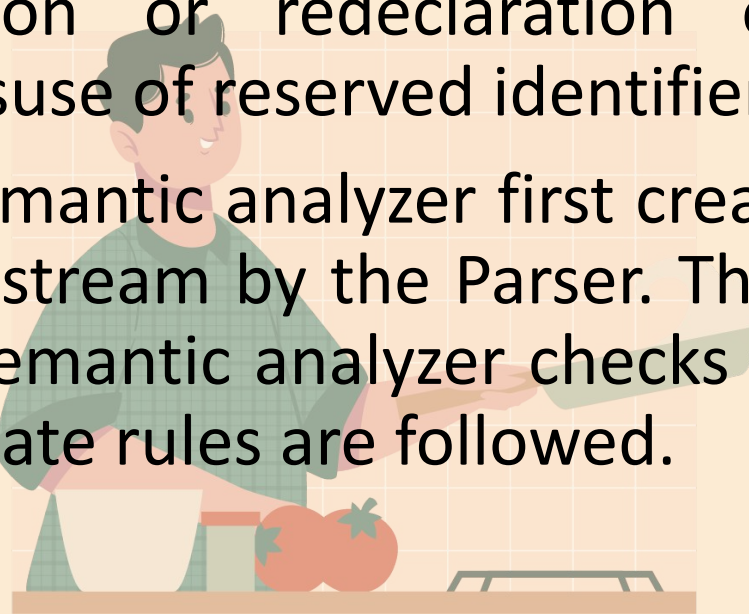 on or redeclaration
suse of reserved identifie
mantic analyzer first crea
stream by the Parser. Th
emantic analyzer checks
ate rules are followed.